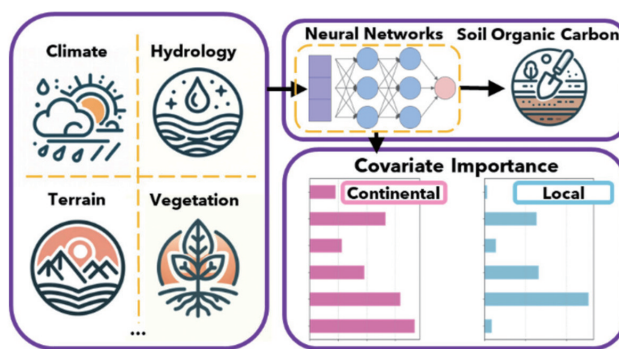 Climate
Hydrology
Terrain
Vegetation
...
Neural Networks
Soil Organic Carbon
Covariate Importance
Continental
Local